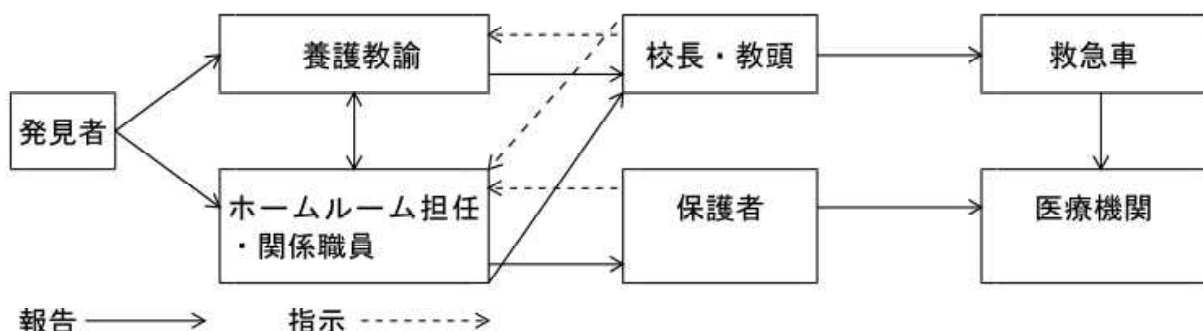 養護教諭
校長・教頭
救急車
発見者
ホームルーム担任
・関係職員
保護者
医療機関
報告
指示